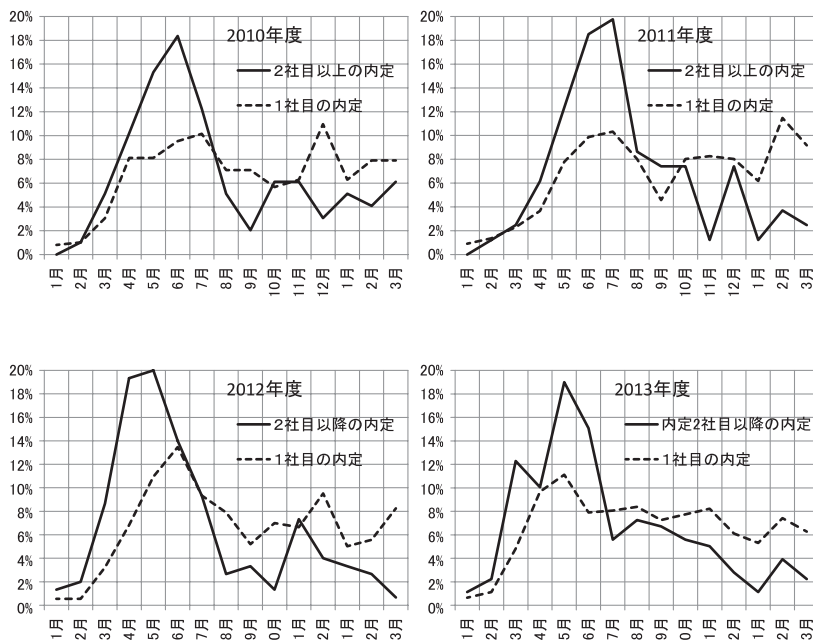 20%
18%
16%
14%
12%
10%
8%
6%
4%
2%
0%
2010年度
2社目以上の内定
1社目の内定
1月
2月
3月
4月
5月
6月
7月
8月
9月
10月
11月
12月
1月
2月
3月
20%
18%
16%
14%
12%
10%
8%
6%
4%
2%
0%
2011年度
2社目以上の内定
1社目の内定
1月
2月
3月
4月
5月
6月
7月
8月
9月
10月
11月
12月
1月
2月
3月
20%
18%
16%
14%
12%
10%
8%
6%
4%
2%
0%
2012年度
2社目以降の内定
1社目の内定
1月
2月
3月
4月
5月
6月
7月
8月
9月
10月
11月
12月
1月
2月
3月
20%
18%
16%
14%
12%
10%
8%
6%
4%
2%
0%
2013年度
内定2社目以降の内定
1社目の内定
1月
2月
3月
4月
5月
6月
7月
8月
9月
10月
11月
12月
1月
2月
3月